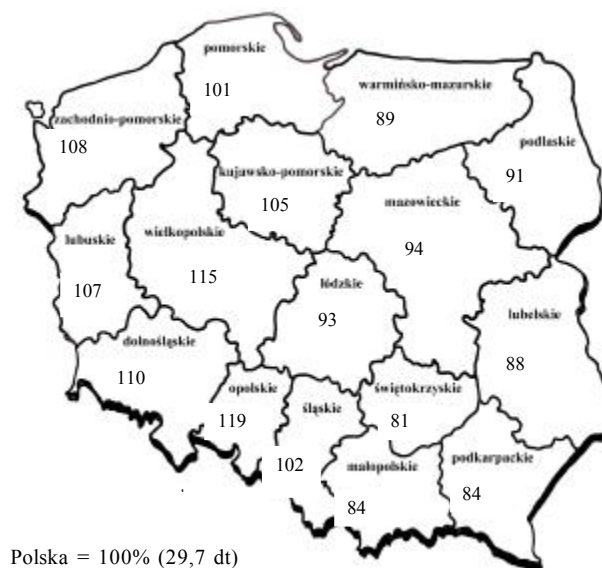 pomorskie
101
warmińsko-mazurskie
89
zachodnio-pomorskie
108
podlaskie
91
kujawsko-pomorskie
105
mazowieckie
94
lubuskie
107
wielkopolskie
115
łódzkie
93
lubelskie
88
dolnośląskie
110
opolskie
119
śląskie
102
świętokrzyskie
81
małopolskie
84
podkarpackie
84
Polska = 100% (29,7 dt)